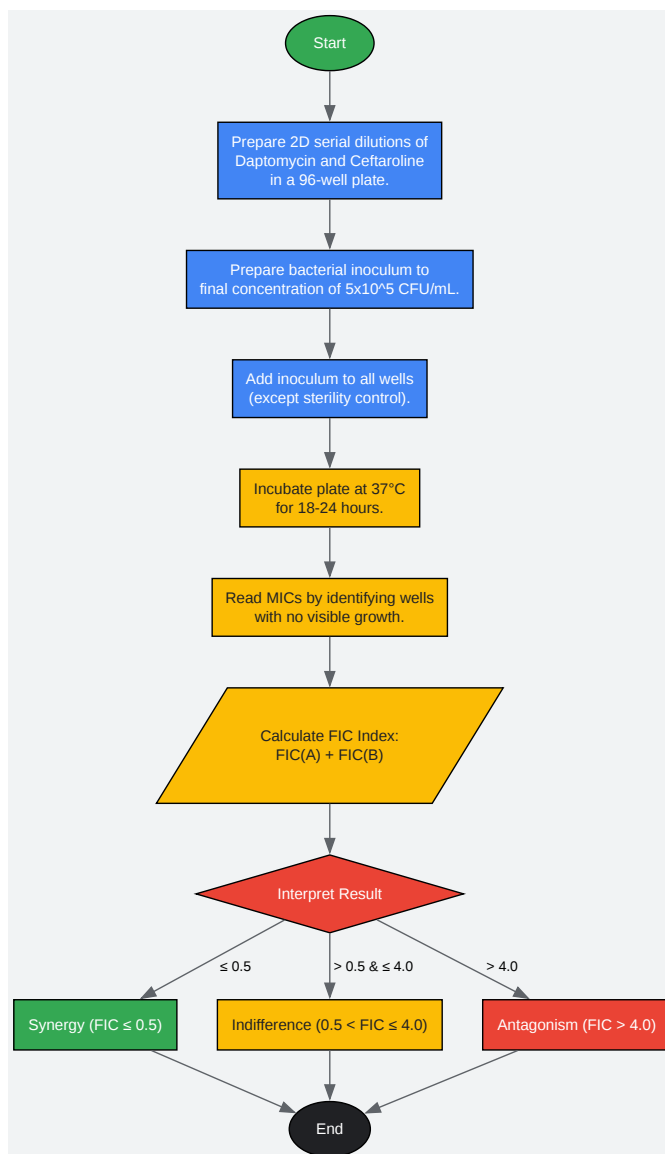 Start
Prepare 2D serial dilutions of
Daptomycin and Ceftaroline
in a 96-well plate.
Prepare bacterial inoculum to
final concentration of 5x10^5 CFU/mL.
Add inoculum to all wells
(except sterility control).
Incubate plate at 37°C
for 18-24 hours.
Read MICs by identifying wells
with no visible growth.
Calculate FIC Index:
FIC(A) + FIC(B)
Interpret Result
≤ 0.5
> 0.5 & ≤ 4.0
> 4.0
Synergy (FIC ≤ 0.5)
Indifference (0.5 < FIC ≤ 4.0)
Antagonism (FIC > 4.0)
End